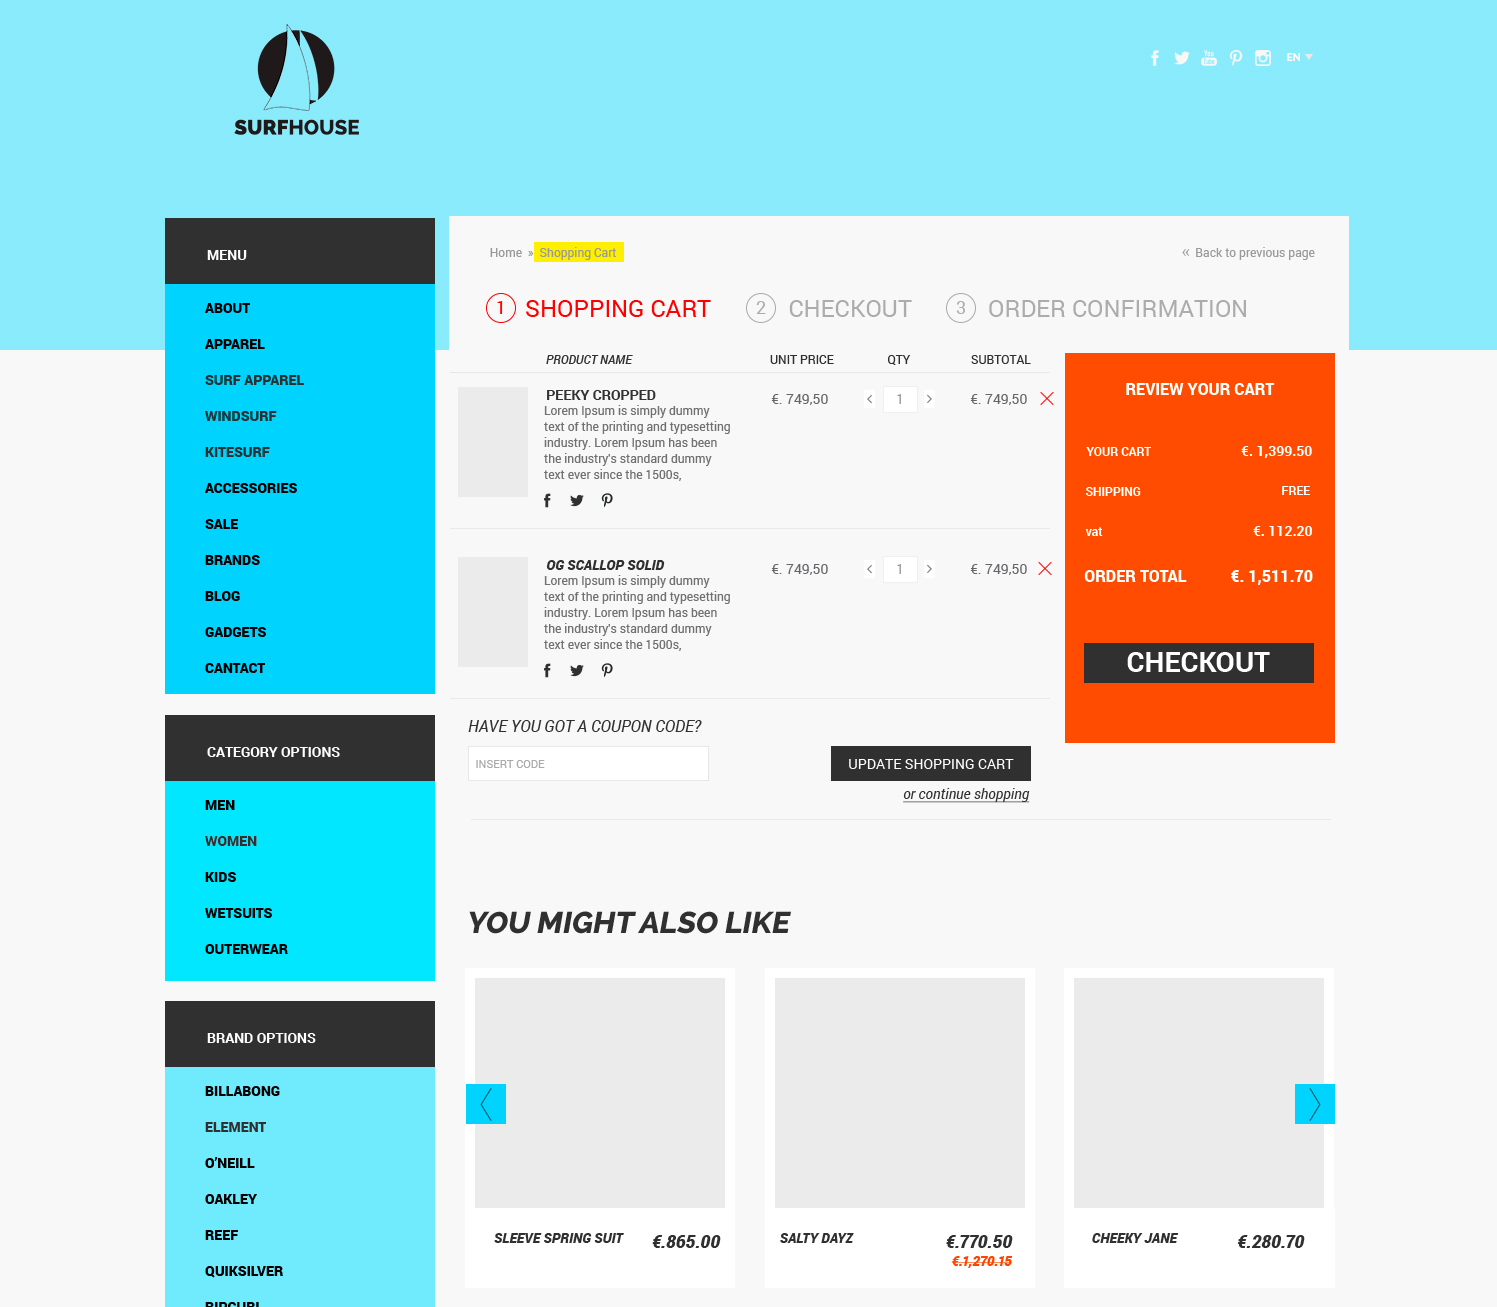 SURFHOUSE
EN
MENU
ABOUT
APPAREL
SURF APPAREL
WINDSURF
KITESURF
ACCESSORIES
SALE
BRANDS
BLOG
GADGETS
CANTACT
CATEGORY OPTIONS
MEN
WOMEN
KIDS
WETSUITS
OUTERWEAR
BRAND OPTIONS
BILLABONG
ELEMENT
O’NEILL
OAKLEY
REEF
QUIKSILVER
RIPCURL
Home » Shopping Cart
« Back to previous page
1 SHOPPING CART 2 CHECKOUT 3 ORDER CONFIRMATION
PRODUCT NAME UNIT PRICE QTY SUBTOTAL
PEEKY CROPPED
Lorem Ipsum is simply dummy
text of the printing and typesetting
industry. Lorem Ipsum has been
the industry's standard dummy
text ever since the 1500s,
€. 749,50 1 €. 749,50
OG SCALLOP SOLID
Lorem Ipsum is simply dummy
text of the printing and typesetting
industry. Lorem Ipsum has been
the industry's standard dummy
text ever since the 1500s,
€. 749,50 1 €. 749,50
HAVE YOU GOT A COUPON CODE?
INSERT CODE
UPDATE SHOPPING CART
or continue shopping
REVIEW YOUR CART
YOUR CART €. 1,399.50
SHIPPING FREE
vat €. 112.20
ORDER TOTAL €. 1,511.70
CHECKOUT
YOU MIGHT ALSO LIKE
SLEEVE SPRING SUIT €.865.00
SALTY DAYZ €.770.50
€.1,270.15
CHEEKY JANE €.280.70